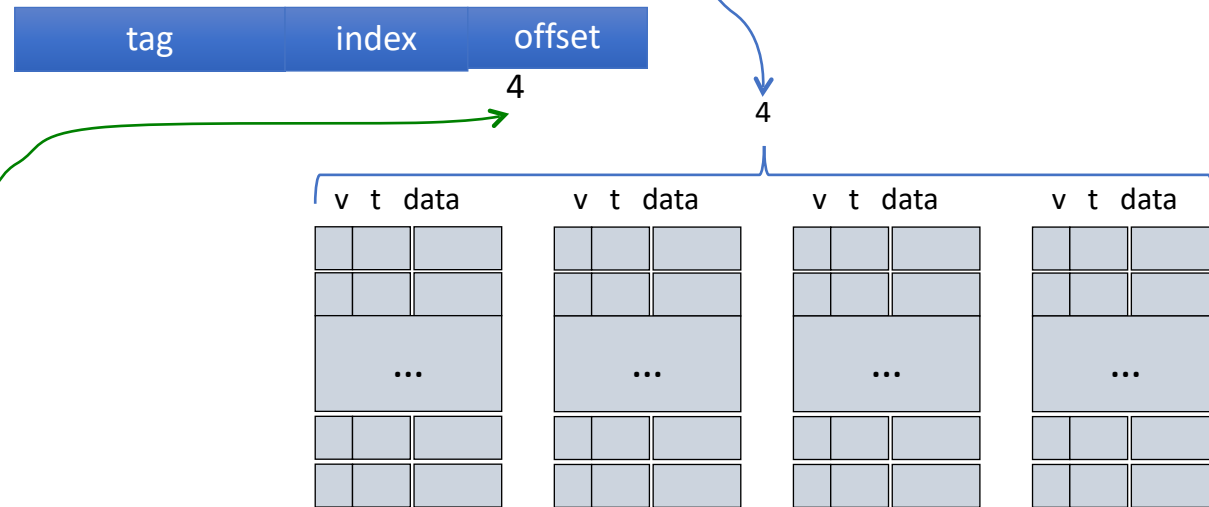 tag index offset
4
4
v t data v t data v t data v t data
... ... ... ...